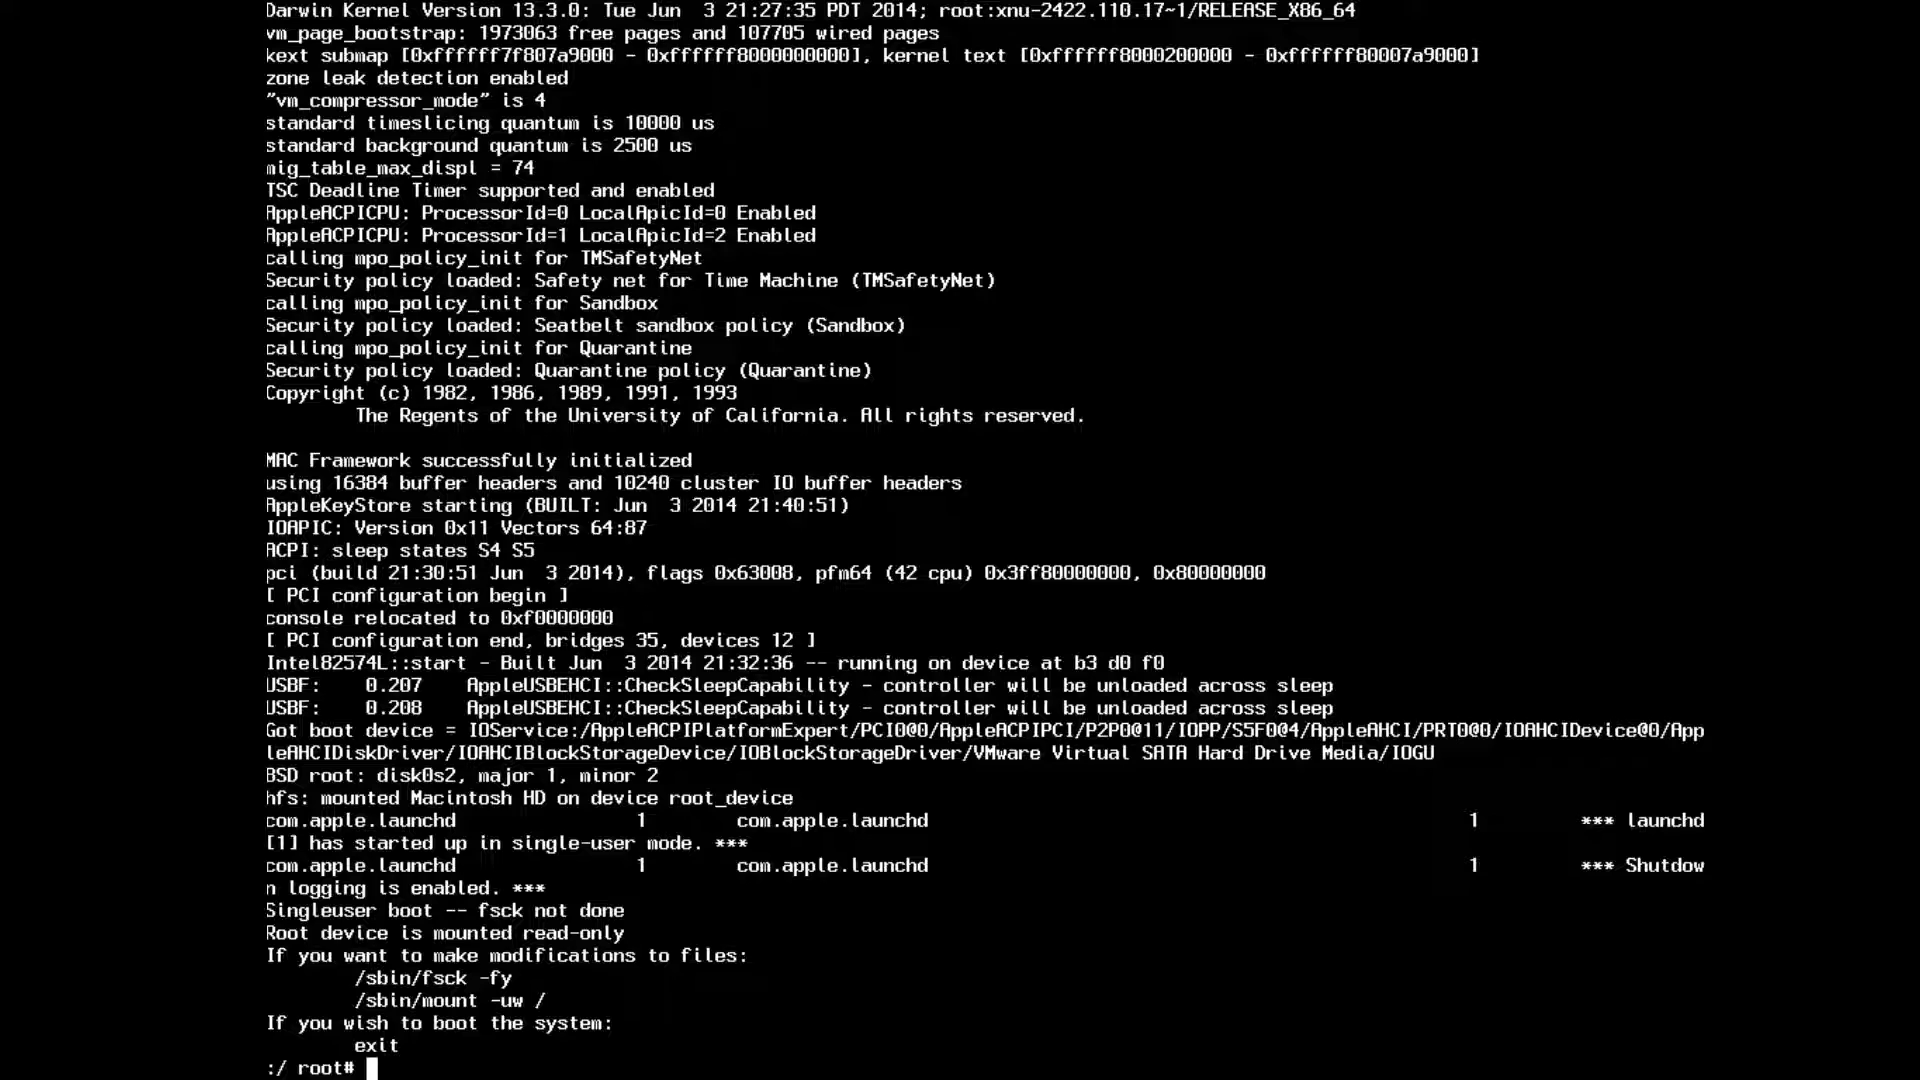 Darwin Kernel Version 13.3.0: Tue Jun  3 21:27:35 PDT 2014; root:xnu-2422.110.17~1/RELEASE_X86_64
vm_page_bootstrap: 1973063 free pages and 107705 wired pages
kext submap [0xffffff7f807a9000 - 0xffffff8000000000], kernel text [0xffffff8000200000 - 0xffffff80007a9000]
zone leak detection enabled
"vm_compressor_mode" is 4
standard timeslicing quantum is 10000 us
standard background quantum is 2500 us
mig_table_max_displ = 74
TSC Deadline Timer supported and enabled
AppleACPICPU: ProcessorId=0 LocalApicId=0 Enabled
AppleACPICPU: ProcessorId=1 LocalApicId=2 Enabled
calling mpo_policy_init for TMSafetyNet
Security policy loaded: Safety net for Time Machine (TMSafetyNet)
calling mpo_policy_init for Sandbox
Security policy loaded: Seatbelt sandbox policy (Sandbox)
calling mpo_policy_init for Quarantine
Security policy loaded: Quarantine policy (Quarantine)
Copyright (c) 1982, 1986, 1989, 1991, 1993
        The Regents of the University of California. All rights reserved.

MAC Framework successfully initialized
using 16384 buffer headers and 10240 cluster IO buffer headers
AppleKeyStore starting (BUILT: Jun  3 2014 21:40:51)
IOAPIC: Version 0x11 Vectors 64:87
ACPI: sleep states S4 S5
pci (build 21:30:51 Jun  3 2014), flags 0x63008, pfm64 (42 cpu) 0x3ff80000000, 0x80000000
[ PCI configuration begin ]
console relocated to 0xf0000000
[ PCI configuration end, bridges 35, devices 12 ]
Intel82574L::start - Built Jun  3 2014 21:32:36 -- running on device at b3 d0 f0
USBF:    0.207    AppleUSBEHCI::CheckSleepCapability - controller will be unloaded across sleep
USBF:    0.208    AppleUSBEHCI::CheckSleepCapability - controller will be unloaded across sleep
Got boot device = IOService:/AppleACPIPlatformExpert/PCI0@0/AppleACPIPCI/P2P0@11/IOPP/S5F0@4/AppleAHCI/PRT0@0/IOAHCIDevice@0/App
leAHCIDiskDriver/IOAHCIBlockStorageDevice/IOBlockStorageDriver/VMware Virtual SATA Hard Drive Media/IOGU
BSD root: disk0s2, major 1, minor 2
hfs: mounted Macintosh HD on device root_device
com.apple.launchd                1        com.apple.launchd                                                1         *** launchd
[1] has started up in single-user mode. ***
com.apple.launchd                1        com.apple.launchd                                                1         *** Shutdow
n logging is enabled. ***
Singleuser boot -- fsck not done
Root device is mounted read-only
If you want to make modifications to files:
        /sbin/fsck -fy
        /sbin/mount -uw /
If you wish to boot the system:
        exit
:/ root#